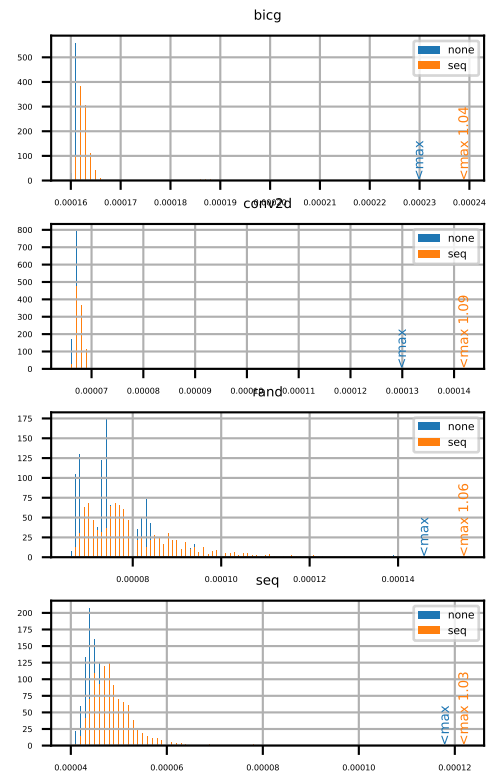 bicg
500
400
300
200
100
0
none
seq
<max
<max 1.04
0.00016 0.00017 0.00018 0.00019 0.00020 0.00021 0.00022 0.00023 0.00024
conv2d
800
700
600
500
400
300
200
100
0
none
seq
<max
<max 1.09
0.00007 0.00008 0.00009 0.00010 0.00011 0.00012 0.00013 0.00014
rand
175
150
125
100
75
50
25
0
none
seq
<max
<max 1.06
0.00008 0.00010 0.00012 0.00014
seq
200
175
150
125
100
75
50
25
0
none
seq
<max
<max 1.03
0.00004 0.00006 0.00008 0.00010 0.00012